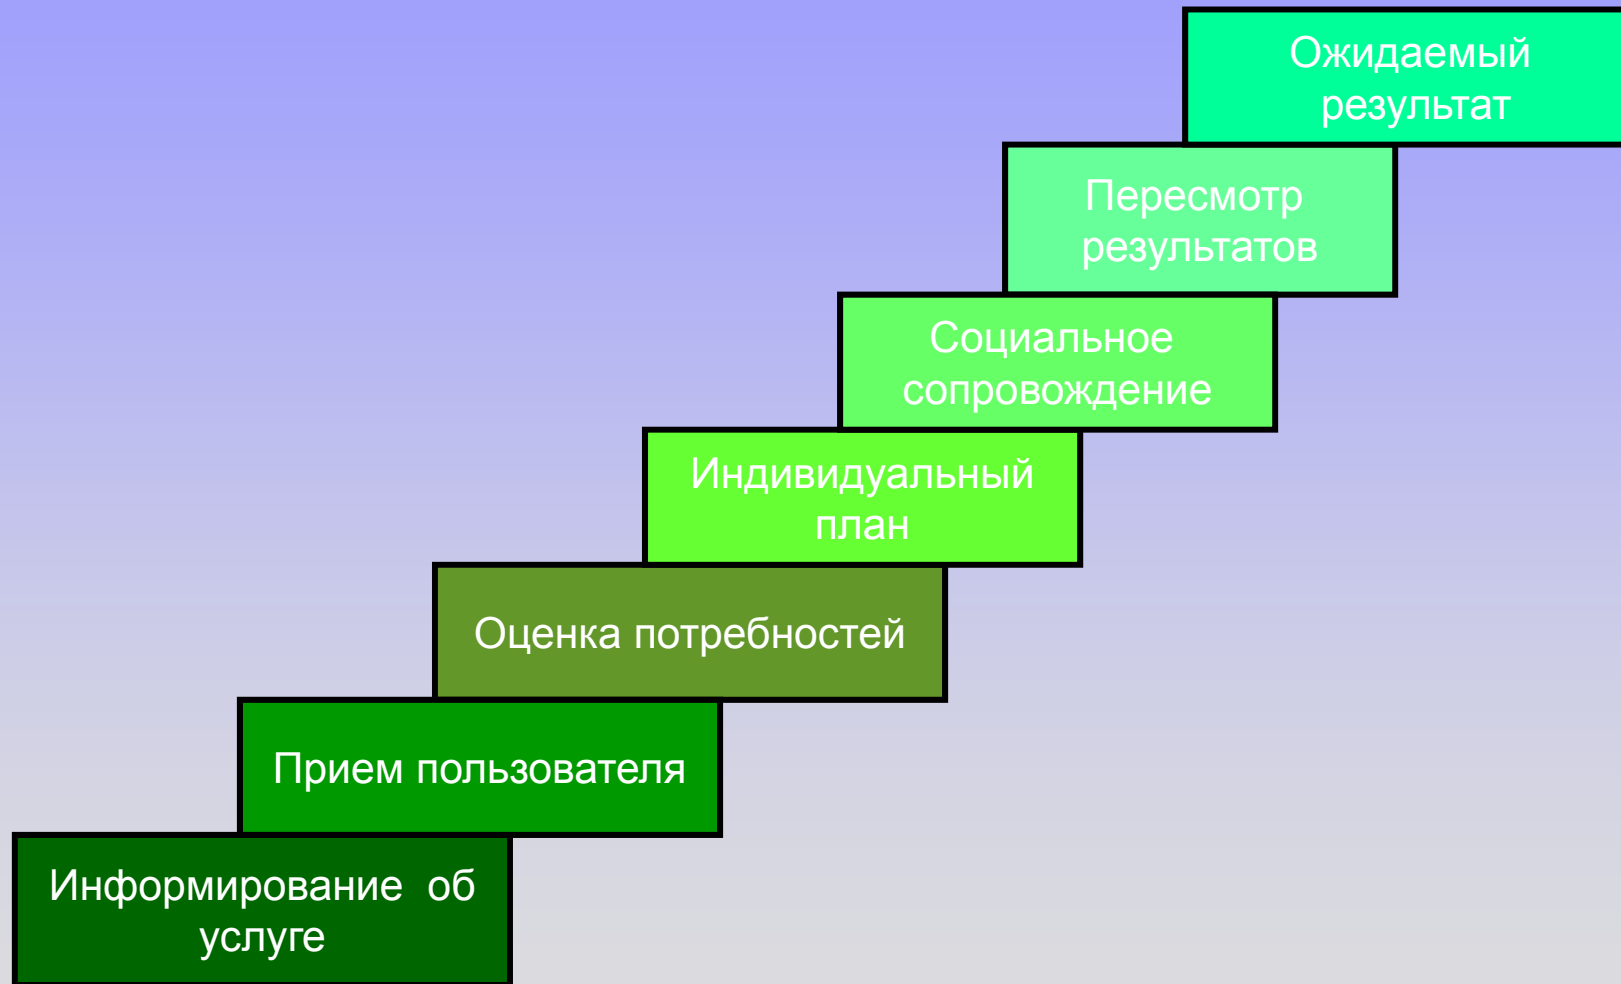 Ожидаемый
результат
Пересмотр
результатов
Социальное
сопровождение
Индивидуальный
план
Оценка потребностей
Прием пользователя
Информирование  об
услуге